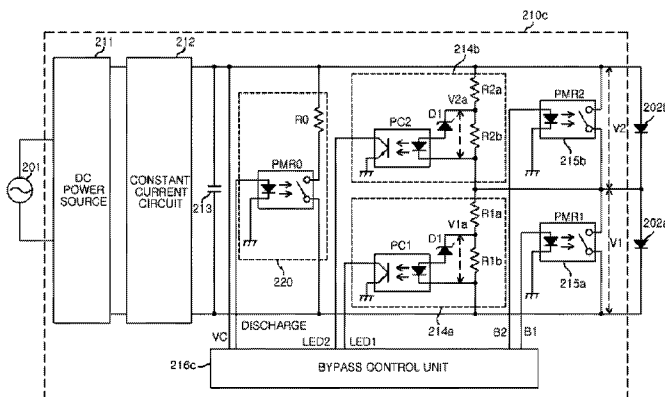 210c
211
212
214b
PMR2
R2a
V2a
D1
R2b
PC2
215b
V2
202b
R0
201
DC
POWER
SOURCE
CONSTANT
CURRENT
CIRCUIT
213
PMR0
220
R1a
V1a
D1
R1b
PC1
214a
PMR1
215a
V1
202a
DISCHARGE
VC
LED2
LED1
B2
B1
216c
BYPASS CONTROL UNIT